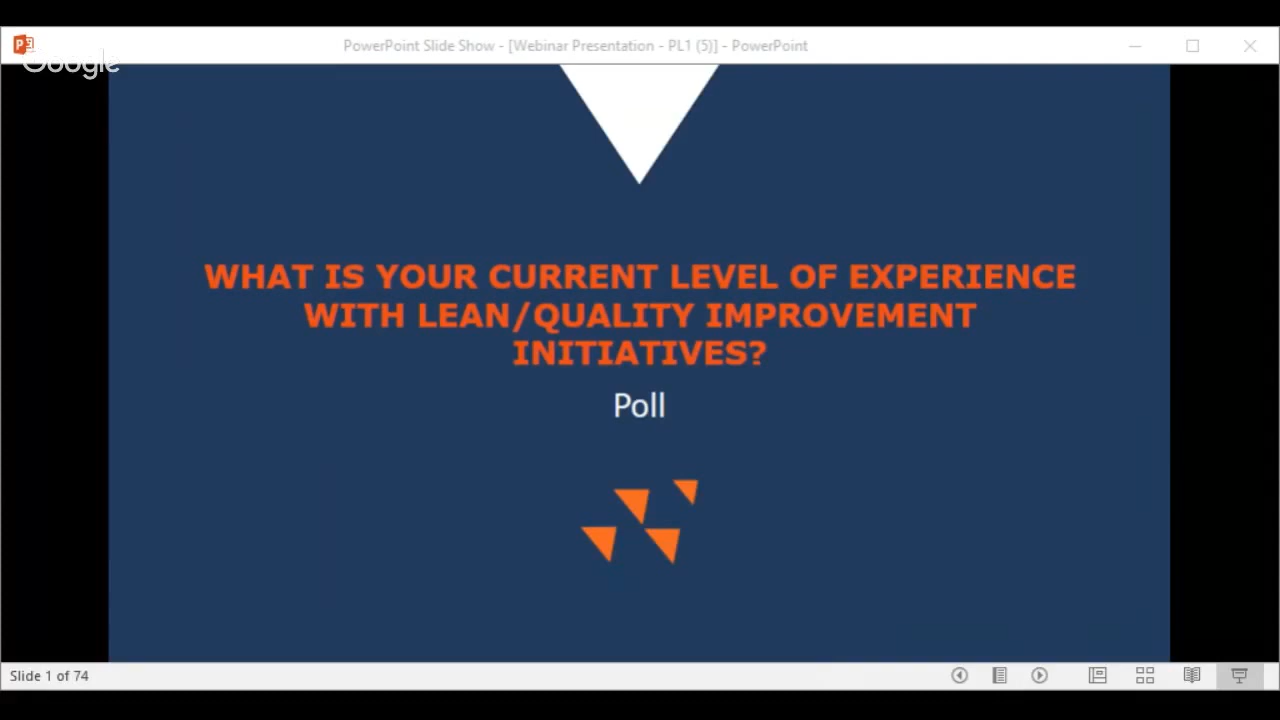 PowerPoint Slide Show - [Webinar Presentation - PL1 (5)] - PowerPoint
Google
WHAT IS YOUR CURRENT LEVEL OF EXPERIENCE
WITH LEAN/QUALITY IMPROVEMENT
INITIATIVES?
Poll
Slide 1 of 74